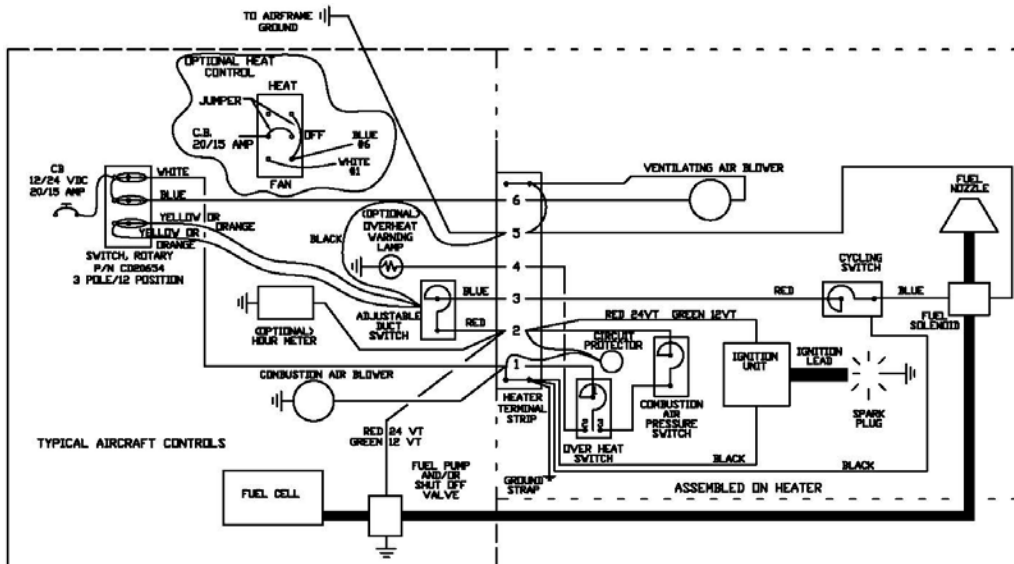 TO AIRFRAME
GROUND
OPTIONAL HEAT
CONTROL
HEAT
JUMPER
C.B.
20/15 AMP
OFF
BLUE
#6
WHITE
#1
FAN
CB
12/24 VDC
20/15 AMP
WHITE
BLUE
YELLOW OR
ORANGE
YELLOW OR
ORANGE
SWITCH, ROTARY
P/N CD20654
3 POLE/12 POSITION
BLACK
(OPTIONAL)
OVERHEAT
WARNING
LAMP
(OPTIONAL)
HOUR METER
ADJUSTABLE
DUCT
SWITCH
BLUE
RED
COMBUSTION AIR BLOWER
RED 24 VT
GREEN 12 VT
TYPICAL AIRCRAFT CONTROLS
FUEL CELL
FUEL PUMP
AND/OR
SHUT OFF
VALVE
6
5
4
3
2
1
HEATER
TERMINAL
STRIP
GROUND
STRAP
VENTILATING AIR BLOWER
FUEL
NOZZLE
CYCLING
SWITCH
RED
BLUE
FUEL
SOLENOID
RED 24VT GREEN 12VT
CIRCUIT
PROTECTOR
IGNITION
UNIT
IGNITION
LEAD
SPARK
PLUG
COMBUSTION
AIR
PRESSURE
SWITCH
OVER HEAT
SWITCH
BLACK
BLACK
ASSEMBLED ON HEATER